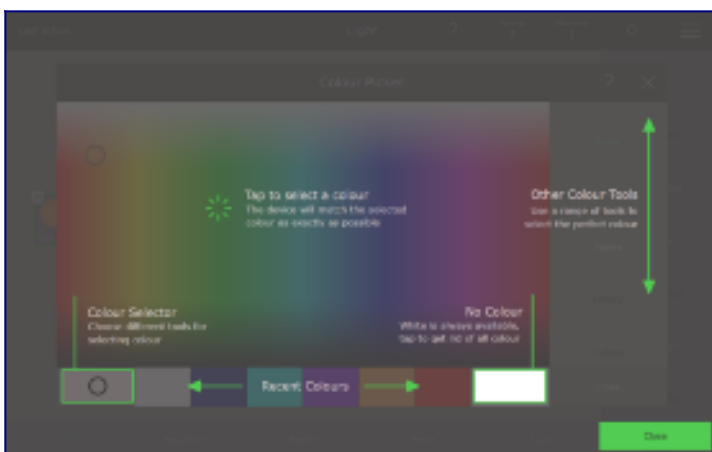 Light
?
Colour Picker
?
Tap to select a colour
The device will match the selected
colour as exactly as possible
Other Colour Tools
Use a range of tools to
select the perfect colour
Colour Selector
Choose different tools for
selecting colour
No Colour
White is always available,
tap to get rid of all colour
Recent Colours
Close